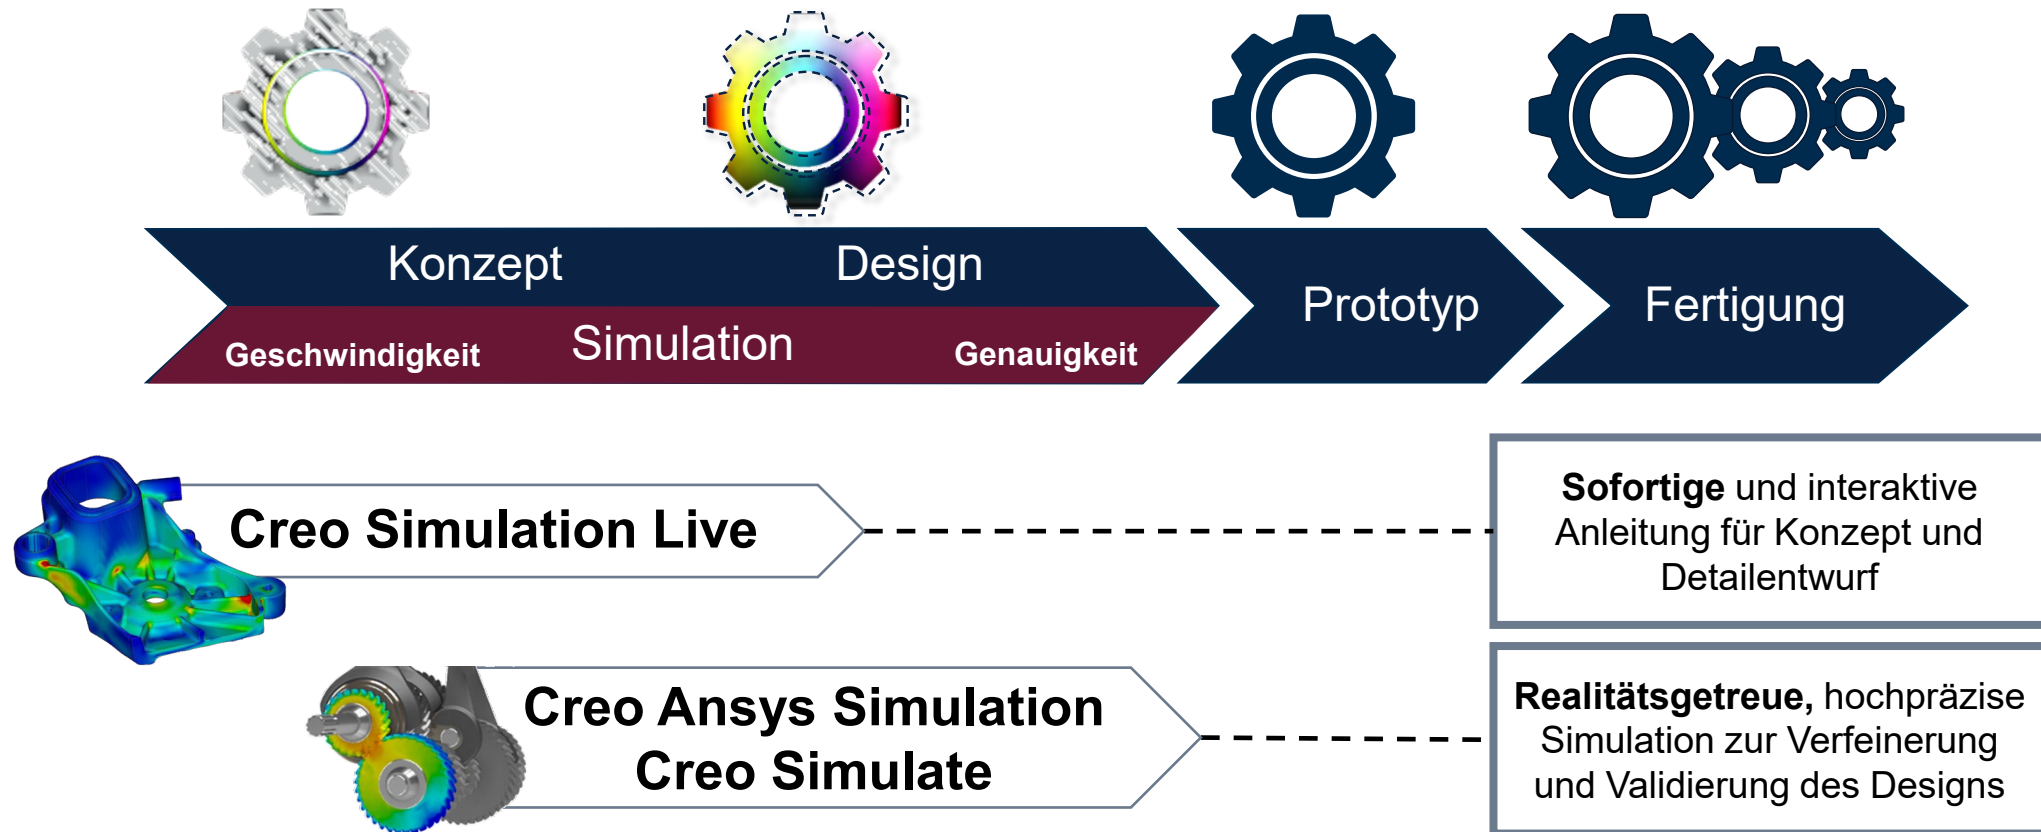 Konzept
Design
Geschwindigkeit
Simulation
Genauigkeit
Prototyp
Fertigung
Creo Simulation Live
Sofortige und interaktive
Anleitung für Konzept und
Detailentwurf
Creo Ansys Simulation
Creo Simulate
Realitätsgetreue, hochpräzise
Simulation zur Verfeinerung
und Validierung des Designs